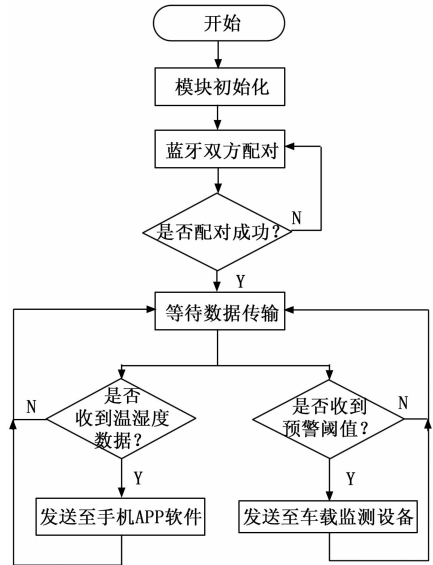 开始
模块初始化
蓝牙双方配对
是否配对成功?
N
Y
等待数据传输
是否
收到温湿度
数据?
N
Y
是否收到
预警阈值?
N
Y
发送至手机APP软件
发送至车载监测设备